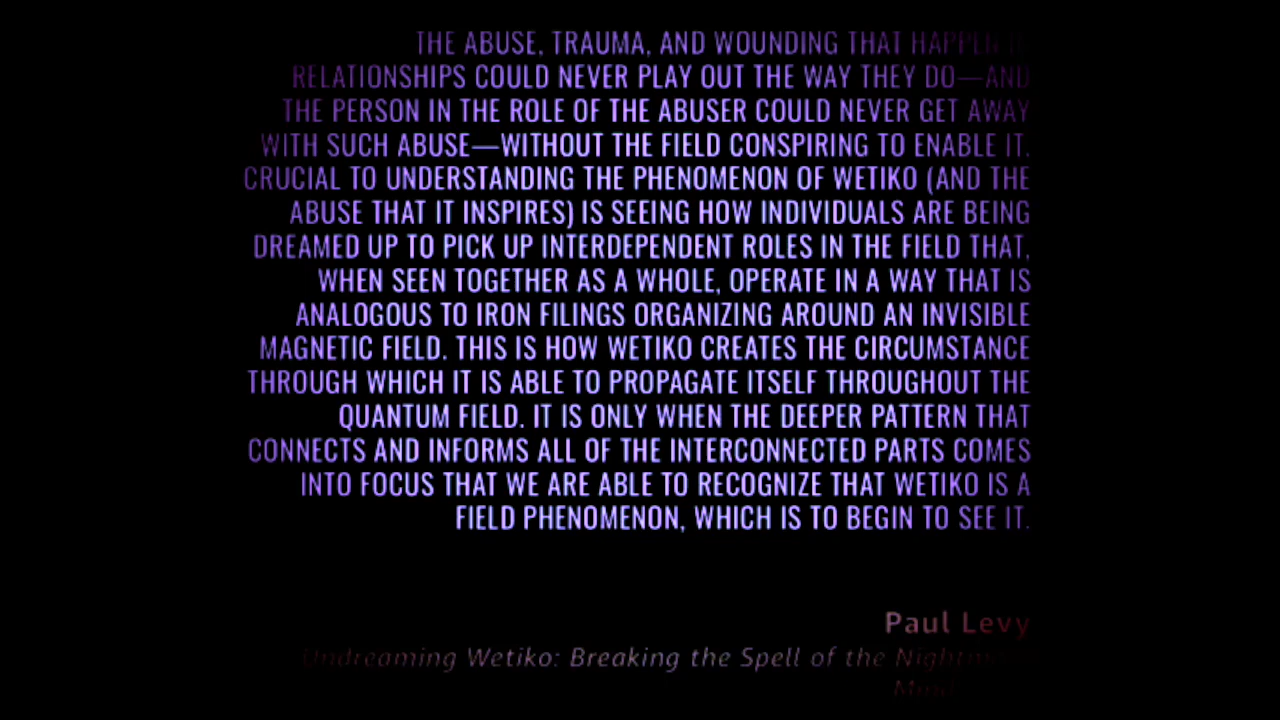 THE ABUSE, TRAUMA, AND WOUNDING THAT HAPPEN IN
RELATIONSHIPS COULD NEVER PLAY OUT THE WAY THEY DO—AND
THE PERSON IN THE ROLE OF THE ABUSER COULD NEVER GET AWAY
WITH SUCH ABUSE—WITHOUT THE FIELD CONSPIRING TO ENABLE IT.
CRUCIAL TO UNDERSTANDING THE PHENOMENON OF WETIKO (AND THE
ABUSE THAT IT INSPIRES) IS SEEING HOW INDIVIDUALS ARE BEING
DREAMED UP TO PICK UP INTERDEPENDENT ROLES IN THE FIELD THAT,
WHEN SEEN TOGETHER AS A WHOLE, OPERATE IN A WAY THAT IS
ANALOGOUS TO IRON FILINGS ORGANIZING AROUND AN INVISIBLE
MAGNETIC FIELD. THIS IS HOW WETIKO CREATES THE CIRCUMSTANCE
THROUGH WHICH IT IS ABLE TO PROPAGATE ITSELF THROUGHOUT THE
QUANTUM FIELD. IT IS ONLY WHEN THE DEEPER PATTERN THAT
CONNECTS AND INFORMS ALL OF THE INTERCONNECTED PARTS COMES
INTO FOCUS THAT WE ARE ABLE TO RECOGNIZE THAT WETIKO IS A
FIELD PHENOMENON, WHICH IS TO BEGIN TO SEE IT.
Paul Levy
Undreaming Wetiko: Breaking the Spell of the